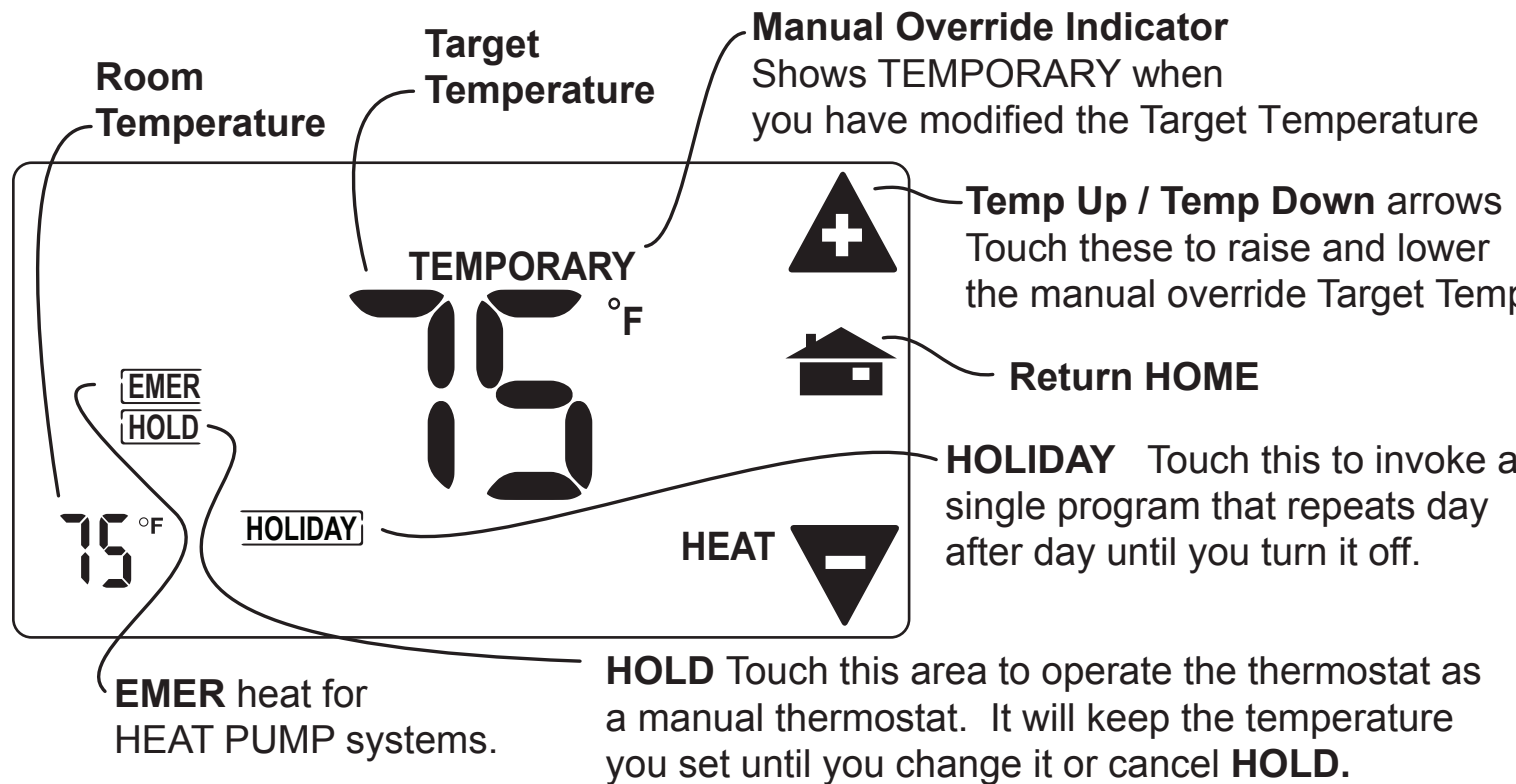 Manual Override Indicator
Shows TEMPORARY when
you have modified the Target Temperature
Target
Temperature
Room
Temperature
Temp Up / Temp Down arrows
Touch these to raise and lower
the manual override Target Temp
TEMPORARY
75 °F
Return HOME
EMER
HOLD
HOLIDAY Touch this to invoke a
single program that repeats day
after day until you turn it off.
75 °F
HOLIDAY
HEAT
HOLD Touch this area to operate the thermostat as
a manual thermostat. It will keep the temperature
you set until you change it or cancel HOLD.
EMER heat for
HEAT PUMP systems.